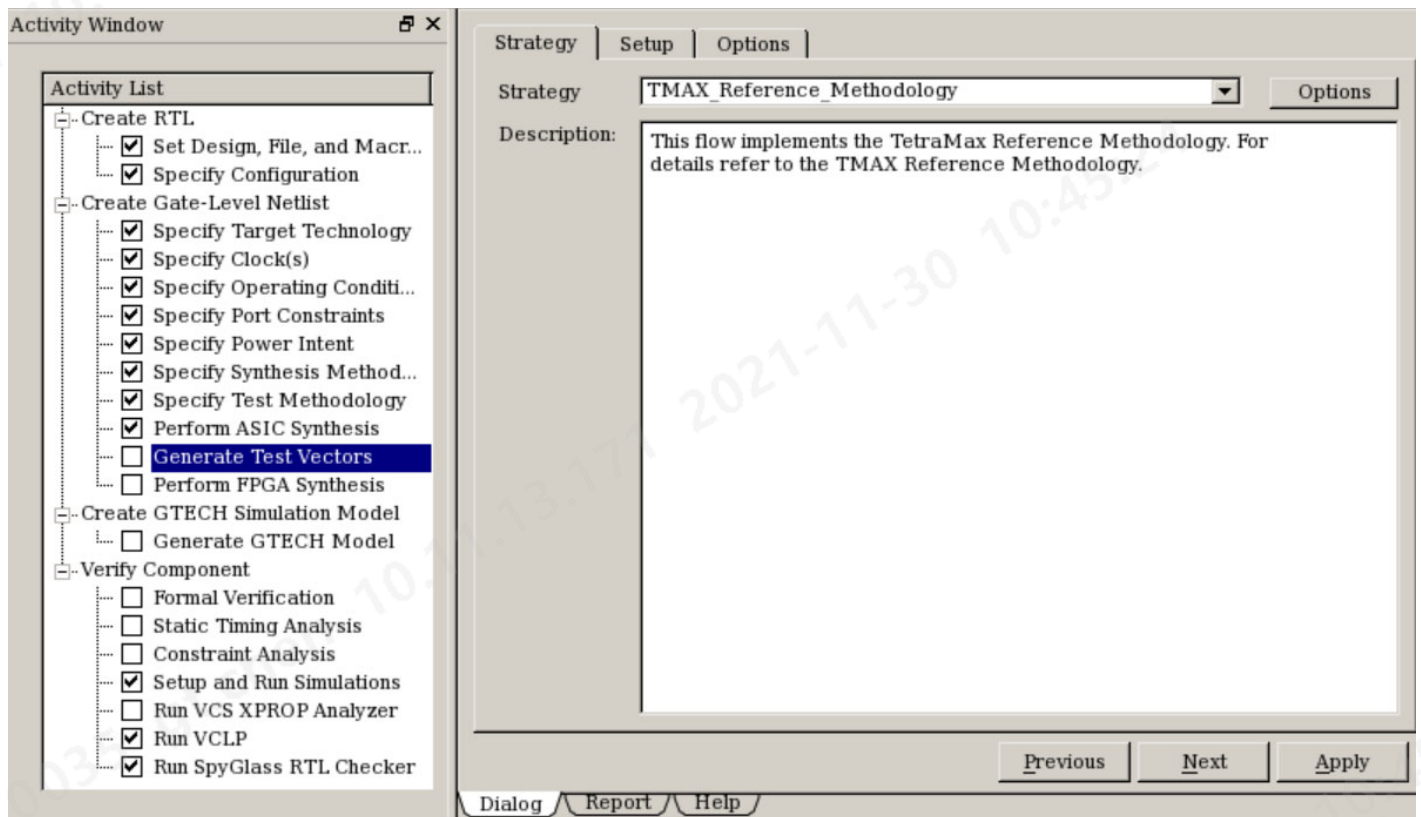 Activity Window
Activity List
Create RTL
Set Design, File, and Macr...
Specify Configuration
Create Gate-Level Netlist
Specify Target Technology
Specify Clock(s)
Specify Operating Conditi...
Specify Port Constraints
Specify Power Intent
Specify Synthesis Method...
Specify Test Methodology
Perform ASIC Synthesis
Generate Test Vectors
Perform FPGA Synthesis
Create GTECH Simulation Model
Generate GTECH Model
Verify Component
Formal Verification
Static Timing Analysis
Constraint Analysis
Setup and Run Simulations
Run VCS XPROP Analyzer
Run VCLP
Run SpyGlass RTL Checker
Strategy Setup Options
Strategy TMAX_Reference_Methodology Options
Description: This flow implements the TetraMax Reference Methodology. For
details refer to the TMAX Reference Methodology.
Previous Next Apply
Dialog Report Help
2021-11-30